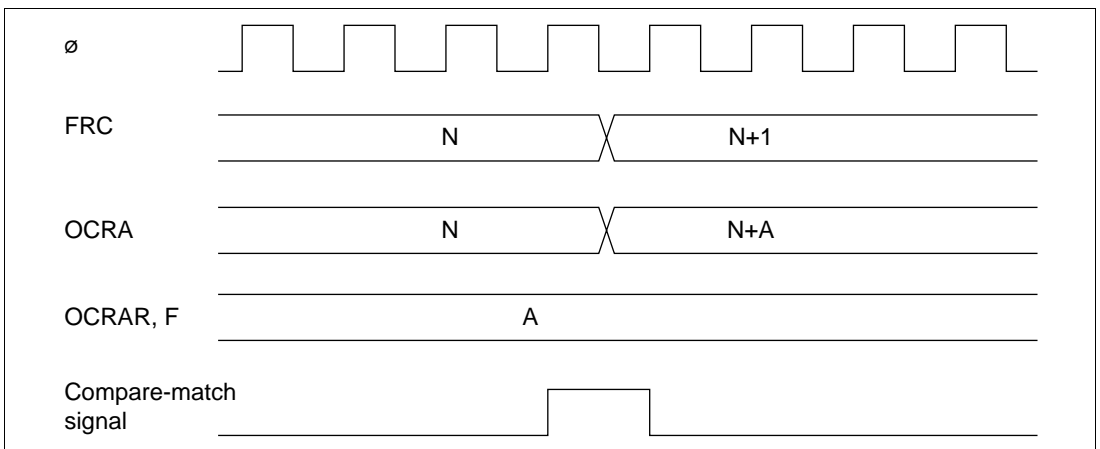 ø
FRC N N+1
OCRA N N+A
OCRAR, F A
Compare-match
signal